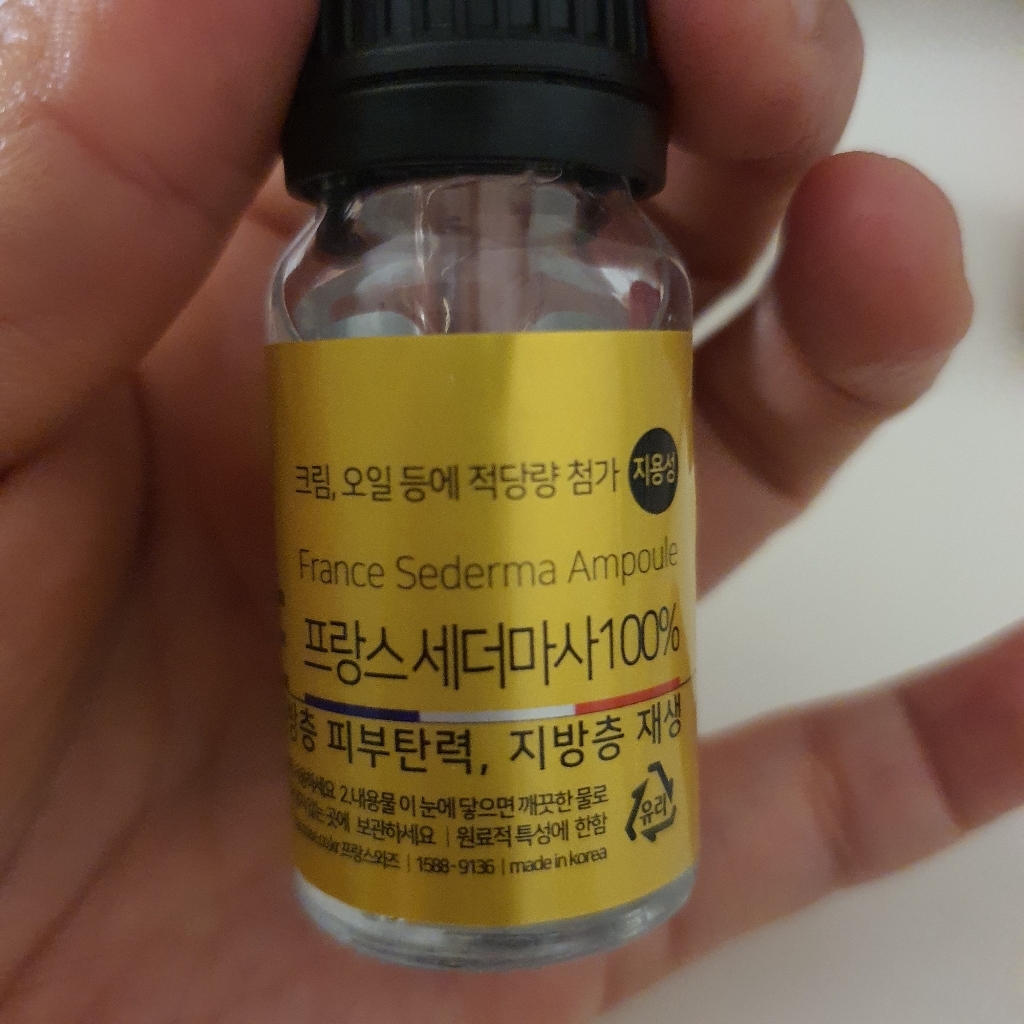 크림, 오일 등에 적당량 첨가 지용성
France Sederma Ampoule
프랑스 세더마사 100%
피부탄력, 지방층 재생
2.내용물이 눈에 닿으면 깨끗한 물로
곳에 보관하세요 | 원료적 특성에 한함
유리
프랑스와즈 | 1588-9136 | made in korea